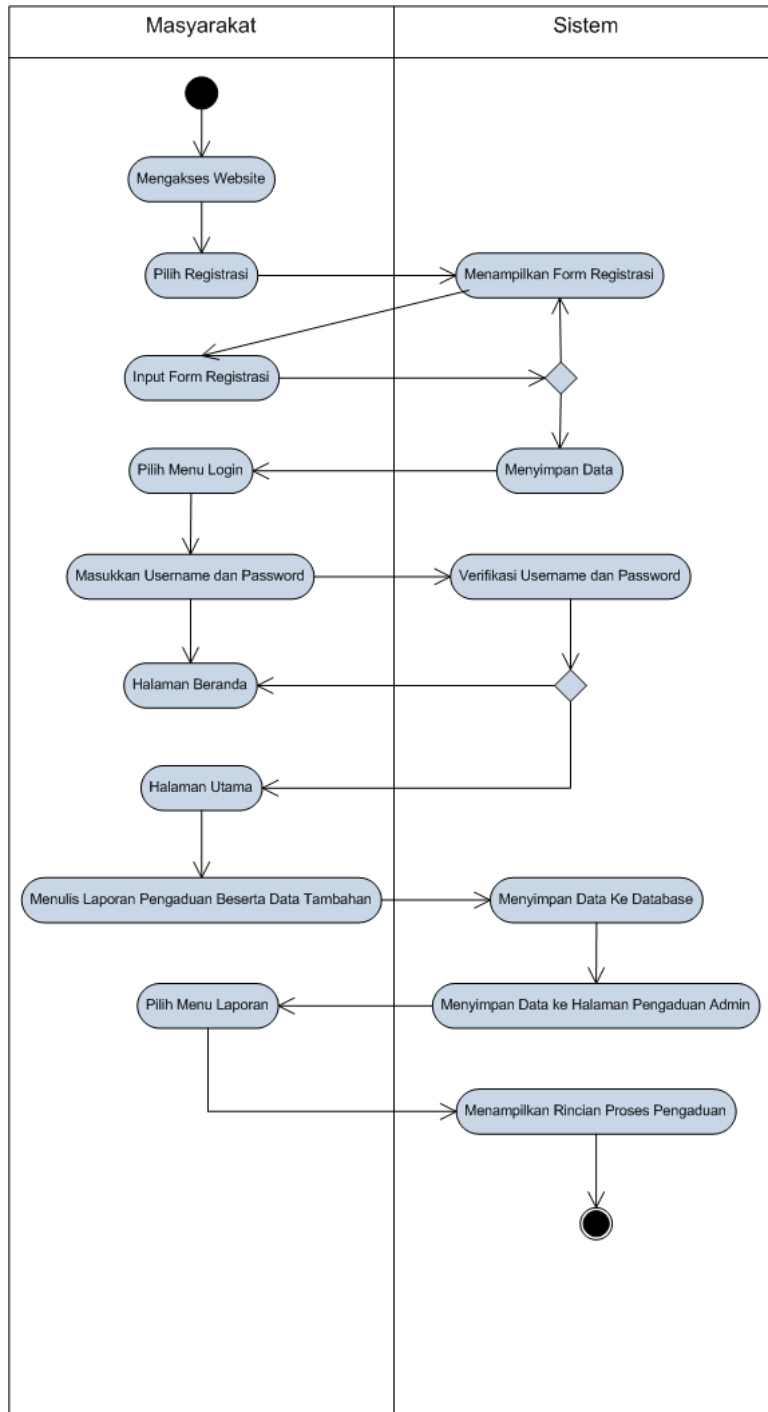 Masyarakat
Sistem
Mengakses Website
Pilih Registrasi
Menampilkan Form Registrasi
Input Form Registrasi
Pilih Menu Login
Menyimpan Data
Masukkan Username dan Password
Verifikasi Username dan Password
Halaman Beranda
Halaman Utama
Menulis Laporan Pengaduan Beserta Data Tambahan
Menyimpan Data Ke Database
Pilih Menu Laporan
Menyimpan Data ke Halaman Pengaduan Admin
Menampilkan Rincian Proses Pengaduan